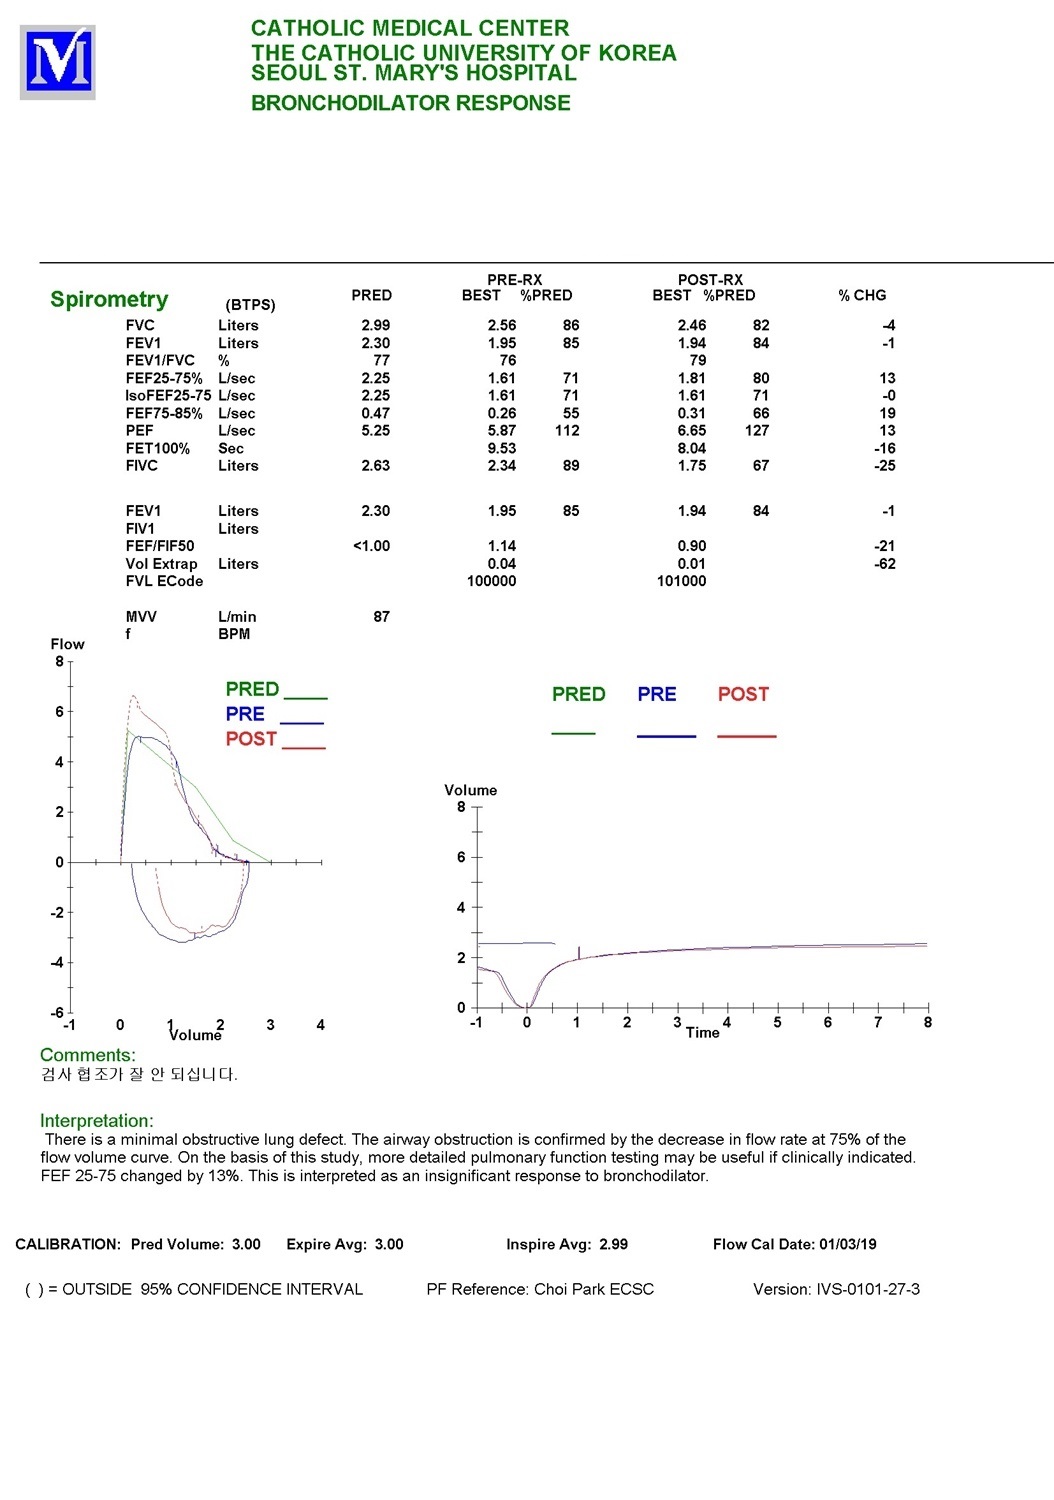 CATHOLIC MEDICAL CENTER
THE CATHOLIC UNIVERSITY OF KOREA
SEOUL ST. MARY'S HOSPITAL
BRONCHODILATOR RESPONSE
PRE-RX POST-RX
Spirometry (BTPS) PRED BEST %PRED BEST %PRED % CHG
FVC Liters 2.99 2.56 86 2.46 82 -4
FEV1 Liters 2.30 1.95 85 1.94 84 -1
FEV1/FVC % 77 76 79
FEF25-75% L/sec 2.25 1.61 71 1.81 80 13
IsoFEF25-75 L/sec 2.25 1.61 71 1.61 71 -0
FEF75-85% L/sec 0.47 0.26 55 0.31 66 19
PEF L/sec 5.25 5.87 112 6.65 127 13
FET100% Sec 9.53 8.04 -16
FIVC Liters 2.63 2.34 89 1.75 67 -25
FEV1 Liters 2.30 1.95 85 1.94 84 -1
FIV1 Liters
FEF/FIF50 <1.00 1.14 0.90 -21
Vol Extrap Liters 0.04 0.01 -62
FVL ECode 100000 101000
MVV L/min 87
f BPM
Flow
8
6
4
2
0
-2
-4
-6
-1 0 1 2 3 4
Volume
PRED
PRE
POST
PRED PRE POST
Volume
8
6
4
2
0
-1 0 1 2 3 4 5 6 7 8
Time
Comments:
검사 협조가 잘 안 되십니다.
Interpretation:
There is a minimal obstructive lung defect. The airway obstruction is confirmed by the decrease in flow rate at 75% of the
flow volume curve. On the basis of this study, more detailed pulmonary function testing may be useful if clinically indicated.
FEF 25-75 changed by 13%. This is interpreted as an insignificant response to bronchodilator.
CALIBRATION: Pred Volume: 3.00 Expire Avg: 3.00 Inspire Avg: 2.99 Flow Cal Date: 01/03/19
( ) = OUTSIDE 95% CONFIDENCE INTERVAL PF Reference: Choi Park ECSC Version: IVS-0101-27-3